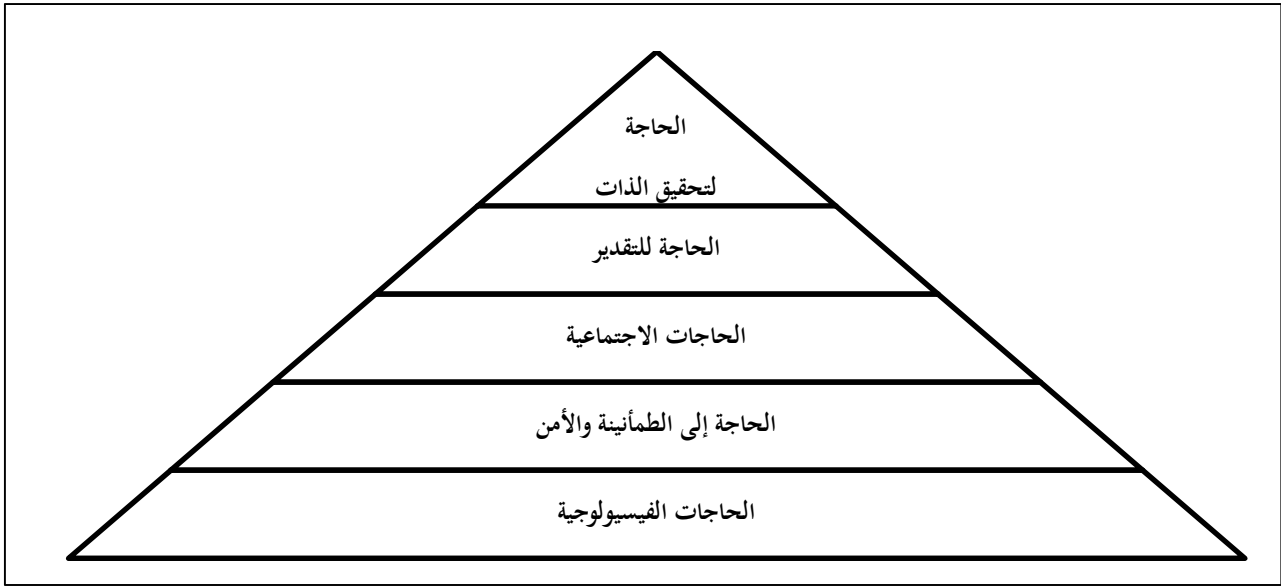 الحاجة
لتحقيق الذات
الحاجة للتقدير
الحاجات الاجتماعية
الحاجة إلى الطمأنينة والأمن
الحاجات الفيسيولوجية